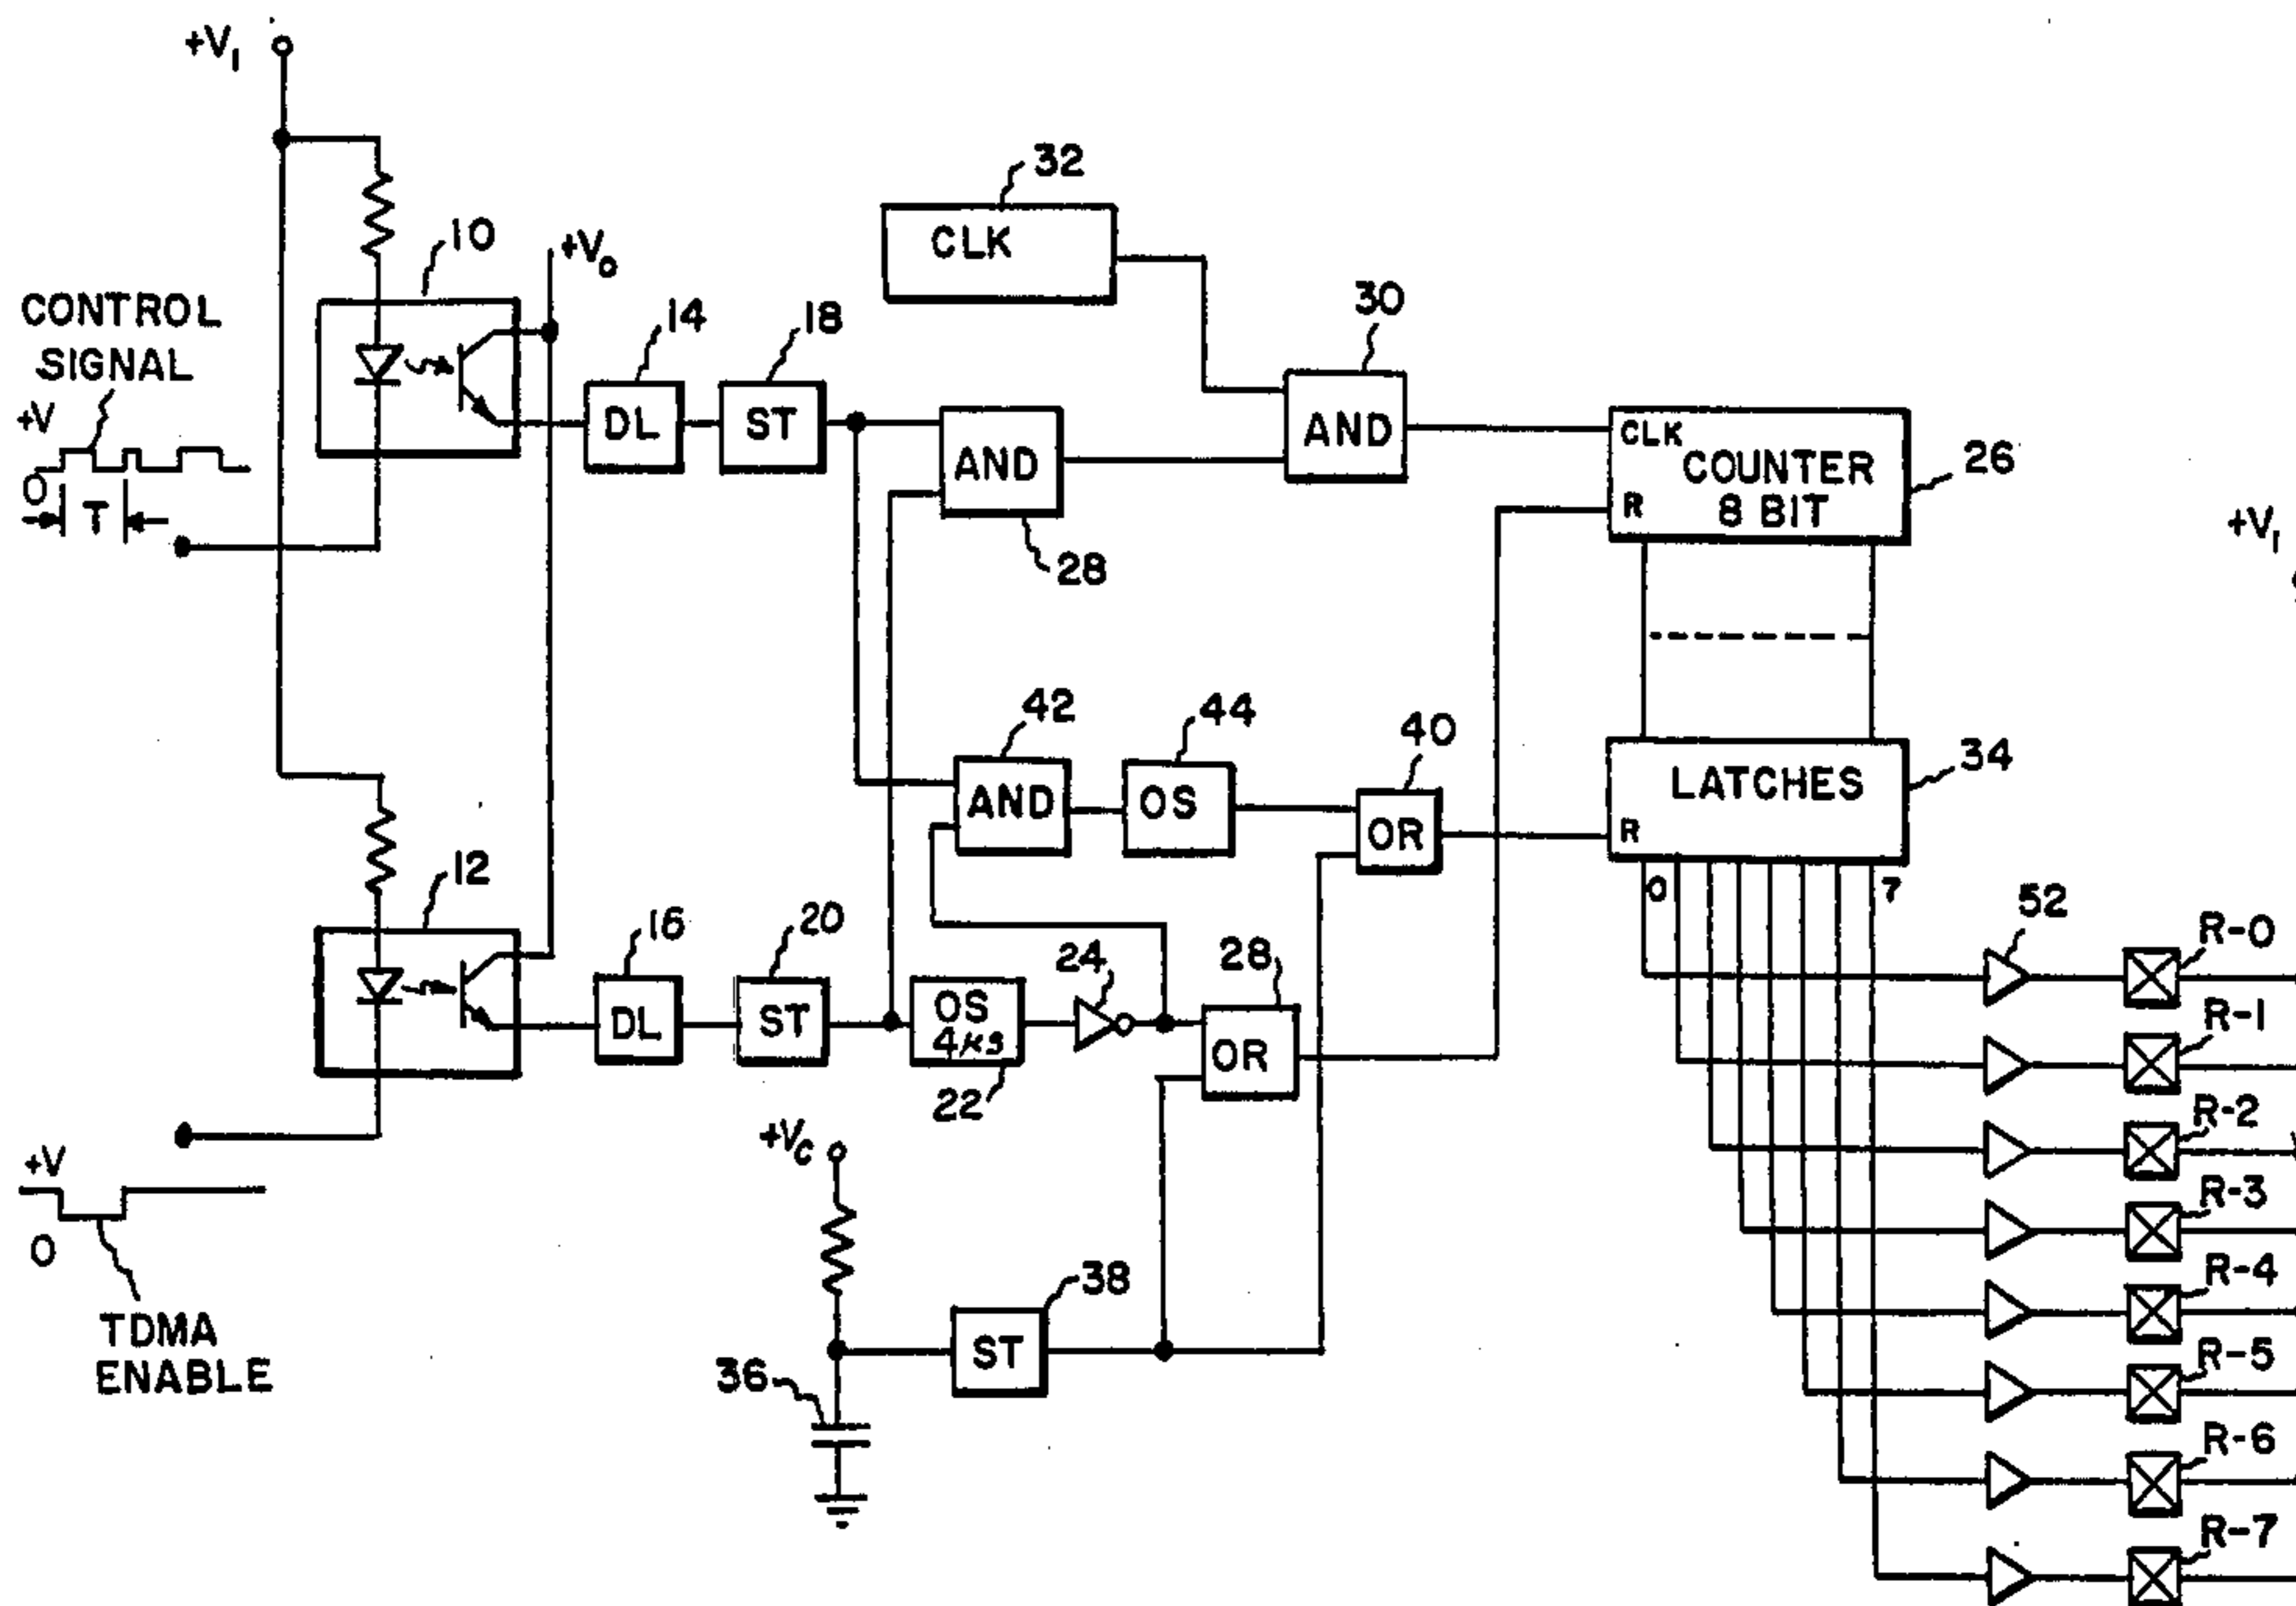 +V₁
10
+V₀
CONTROL
SIGNAL
+V
0
T
14
DL
18
ST
32
CLK
30
AND
AND
28
CLK
COUNTER
8 BIT
R
26
+V₁
42
AND
44
OS
40
OR
LATCHES
R
34
0
7
12
16
DL
20
ST
OS
4μs
22
24
28
OR
+V
0
TDMA
ENABLE
+Vc
36
38
ST
52
R-0
R-1
R-2
R-3
R-4
R-5
R-6
R-7